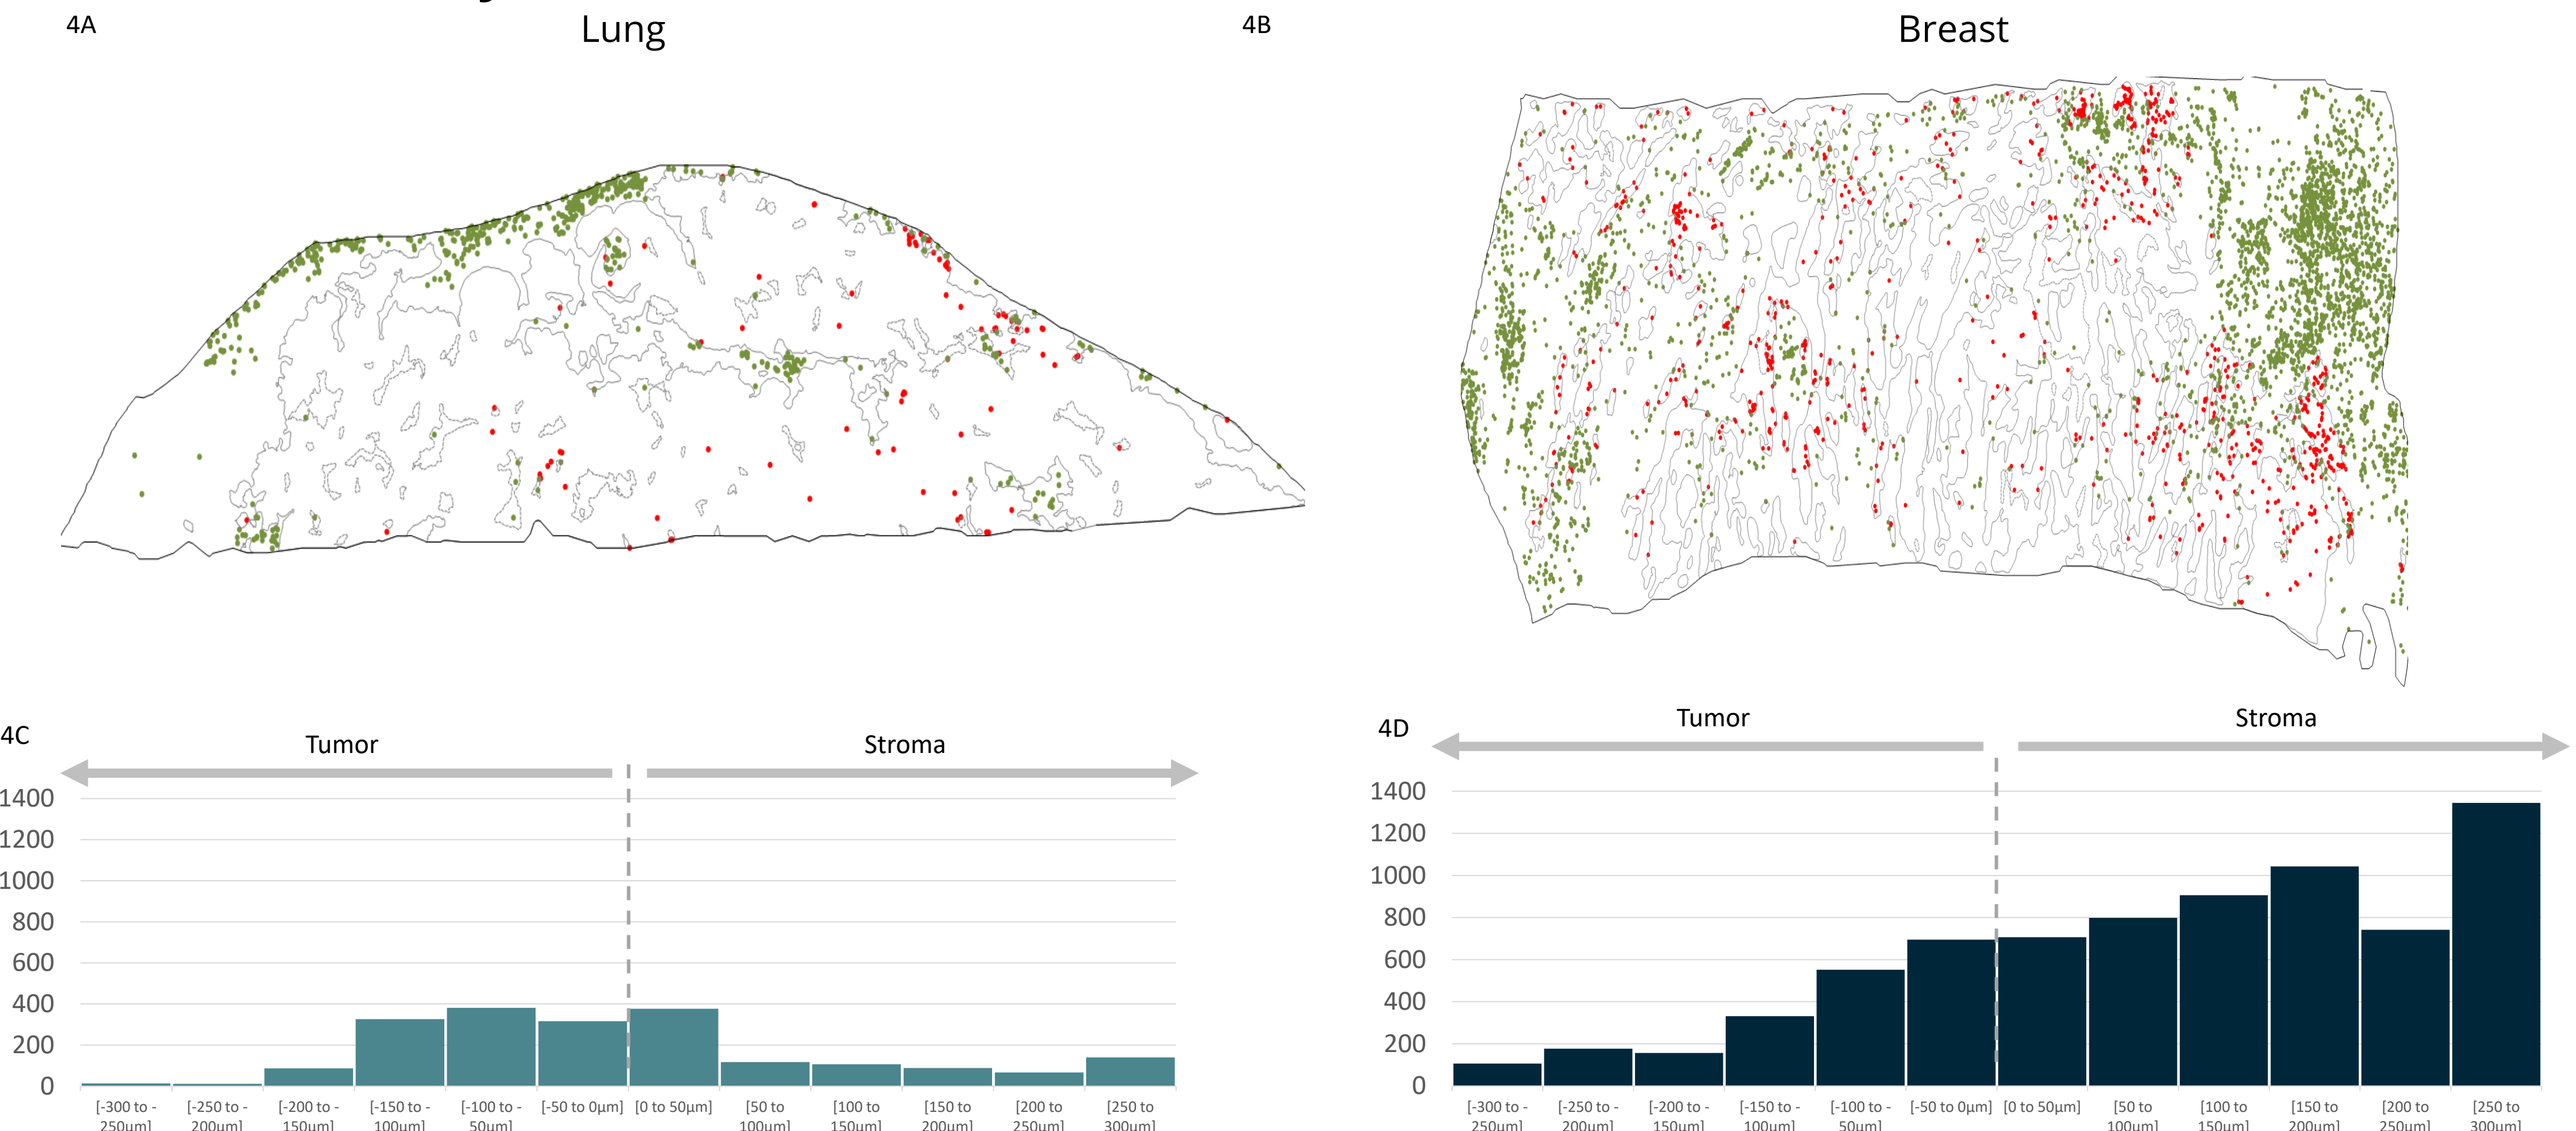 4A
Lung
4B
Breast
4C
Tumor
Stroma
1400
1200
1000
800
600
400
200
0
[-300 to -
250µm]
[-250 to -
200µm]
[-200 to -
150µm]
[-150 to -
100µm]
[-100 to -
50µm]
[-50 to 0µm]
[0 to 50µm]
[50 to
100µm]
[100 to
150µm]
[150 to
200µm]
[200 to
250µm]
[250 to
300µm]
4D
Tumor
Stroma
1400
1200
1000
800
600
400
200
0
[-300 to -
250µm]
[-250 to -
200µm]
[-200 to -
150µm]
[-150 to -
100µm]
[-100 to -
50µm]
[-50 to 0µm]
[0 to 50µm]
[50 to
100µm]
[100 to
150µm]
[150 to
200µm]
[200 to
250µm]
[250 to
300µm]